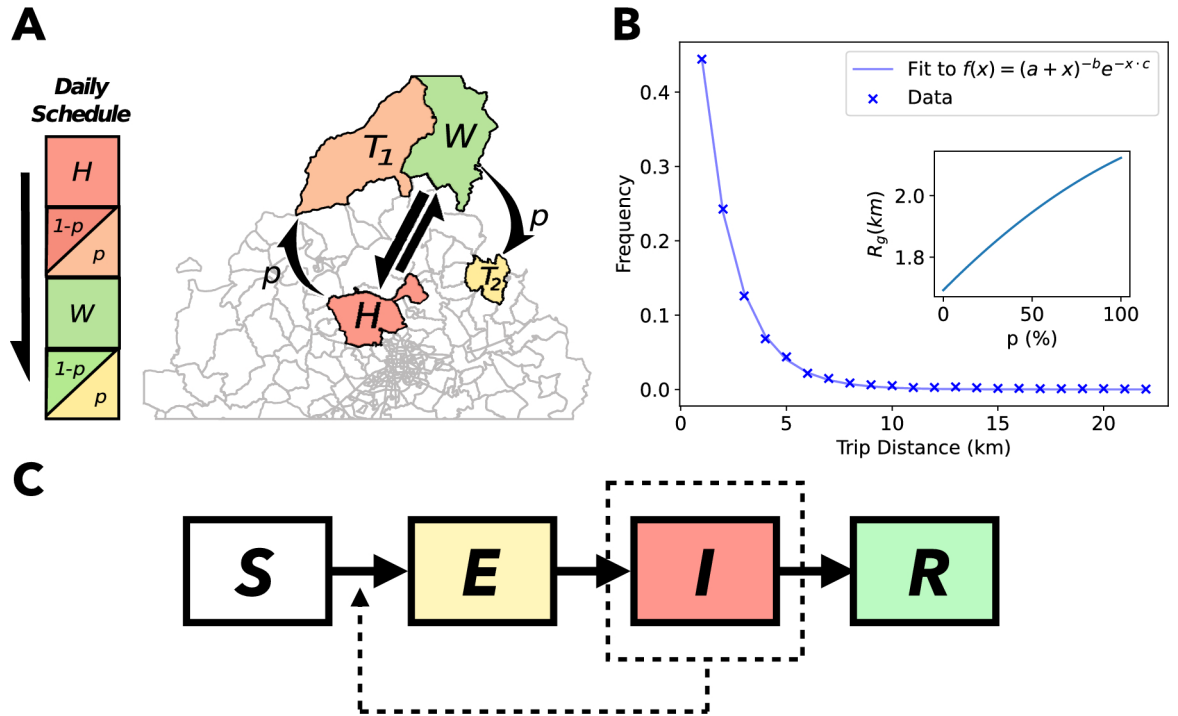 A
Daily
Schedule
H
1-p
p
W
1-p
p
T1
W
p
p
T2
H
B
Fit to f(x) = (a + x)^{-b}e^{-x·c}
Data
Frequency
0.4
0.3
0.2
0.1
0.0
0
5
10
15
20
Trip Distance (km)
Rg(km)
2.0
1.8
0
50
100
p (%)
C
S
E
I
R